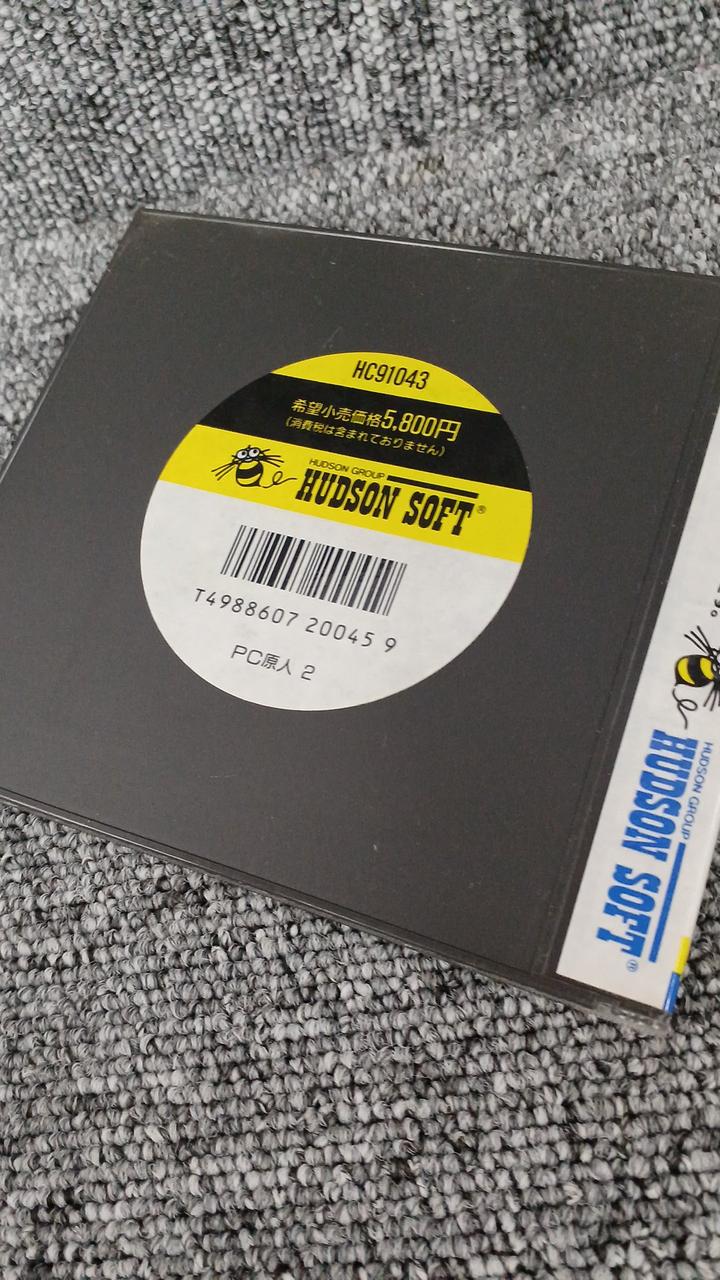 HC91043
希望小売価格5,800円
(消費税は含まれておりません)
HUDSON GROUP
HUDSON SOFT®
T4988607 20045 9
PC原人 2
HUDSON GROUP
HUDSON SOFT®